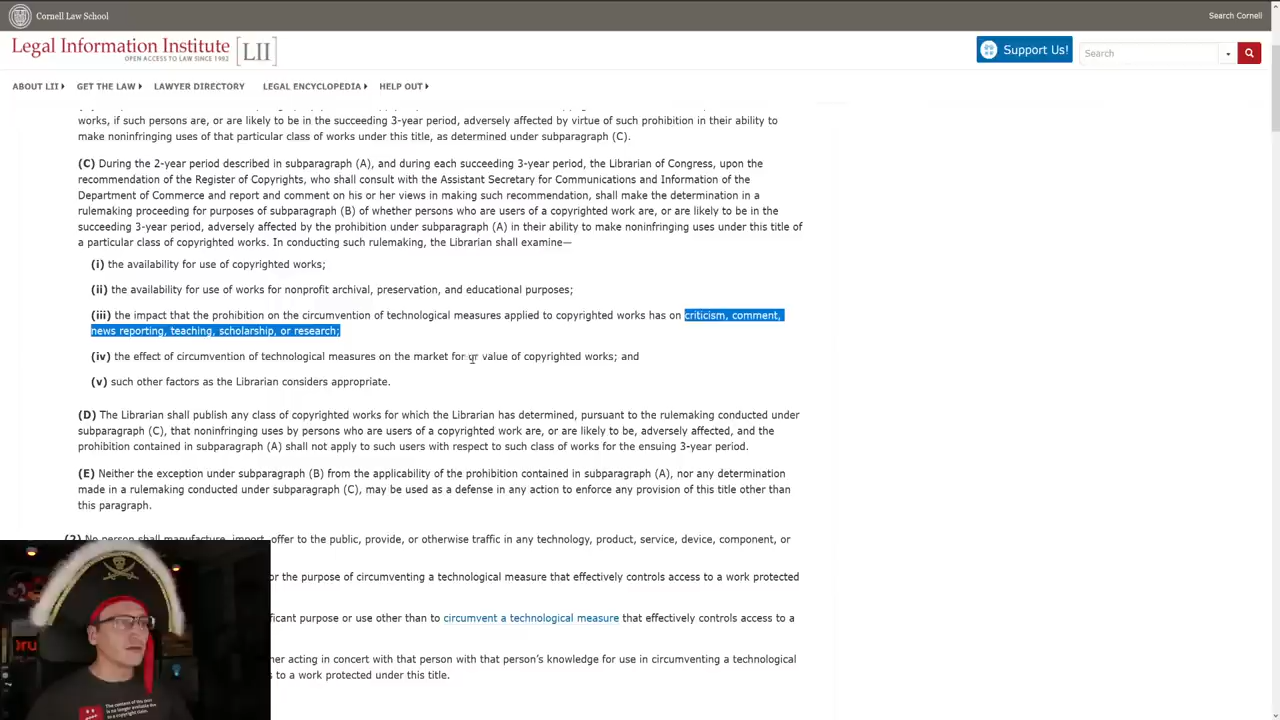 Cornell Law School
Search Cornell
Legal Information Institute LII
OPEN ACCESS TO LAW SINCE 1992
Support Us!
Search
ABOUT LII GET THE LAW LAWYER DIRECTORY LEGAL ENCYCLOPEDIA HELP OUT
works, if such persons are, or are likely to be in the succeeding 3-year period, adversely affected by virtue of such prohibition in their ability to
make noninfringing uses of that particular class of works under this title, as determined under subparagraph (C).
(C) During the 2-year period described in subparagraph (A), and during each succeeding 3-year period, the Librarian of Congress, upon the
recommendation of the Register of Copyrights, who shall consult with the Assistant Secretary for Communications and Information of the
Department of Commerce and report and comment on his or her views in making such recommendation, shall make the determination in a
rulemaking proceeding for purposes of subparagraph (B) of whether persons who are users of a copyrighted work are, or are likely to be in the
succeeding 3-year period, adversely affected by the prohibition under subparagraph (A) in their ability to make noninfringing uses under this title of
a particular class of copyrighted works. In conducting such rulemaking, the Librarian shall examine—
(i) the availability for use of copyrighted works;
(ii) the availability for use of works for nonprofit archival, preservation, and educational purposes;
(iii) the impact that the prohibition on the circumvention of technological measures applied to copyrighted works has on criticism, comment,
news reporting, teaching, scholarship, or research;
(iv) the effect of circumvention of technological measures on the market for or value of copyrighted works; and
(v) such other factors as the Librarian considers appropriate.
(D) The Librarian shall publish any class of copyrighted works for which the Librarian has determined, pursuant to the rulemaking conducted under
subparagraph (C), that noninfringing uses by persons who are users of a copyrighted work are, or are likely to be, adversely affected, and the
prohibition contained in subparagraph (A) shall not apply to such users with respect to such class of works for the ensuing 3-year period.
(E) Neither the exception under subparagraph (B) from the applicability of the prohibition contained in subparagraph (A), nor any determination
made in a rulemaking conducted under subparagraph (C), may be used as a defense in any action to enforce any provision of this title other than
this paragraph.
(2) No person shall manufacture, import, offer to the public, provide, or otherwise traffic in any technology, product, service, device, component, or
or the purpose of circumventing a technological measure that effectively controls access to a work protected
ficant purpose or use other than to circumvent a technological measure that effectively controls access to a
her acting in concert with that person with that person's knowledge for use in circumventing a technological
s to a work protected under this title.